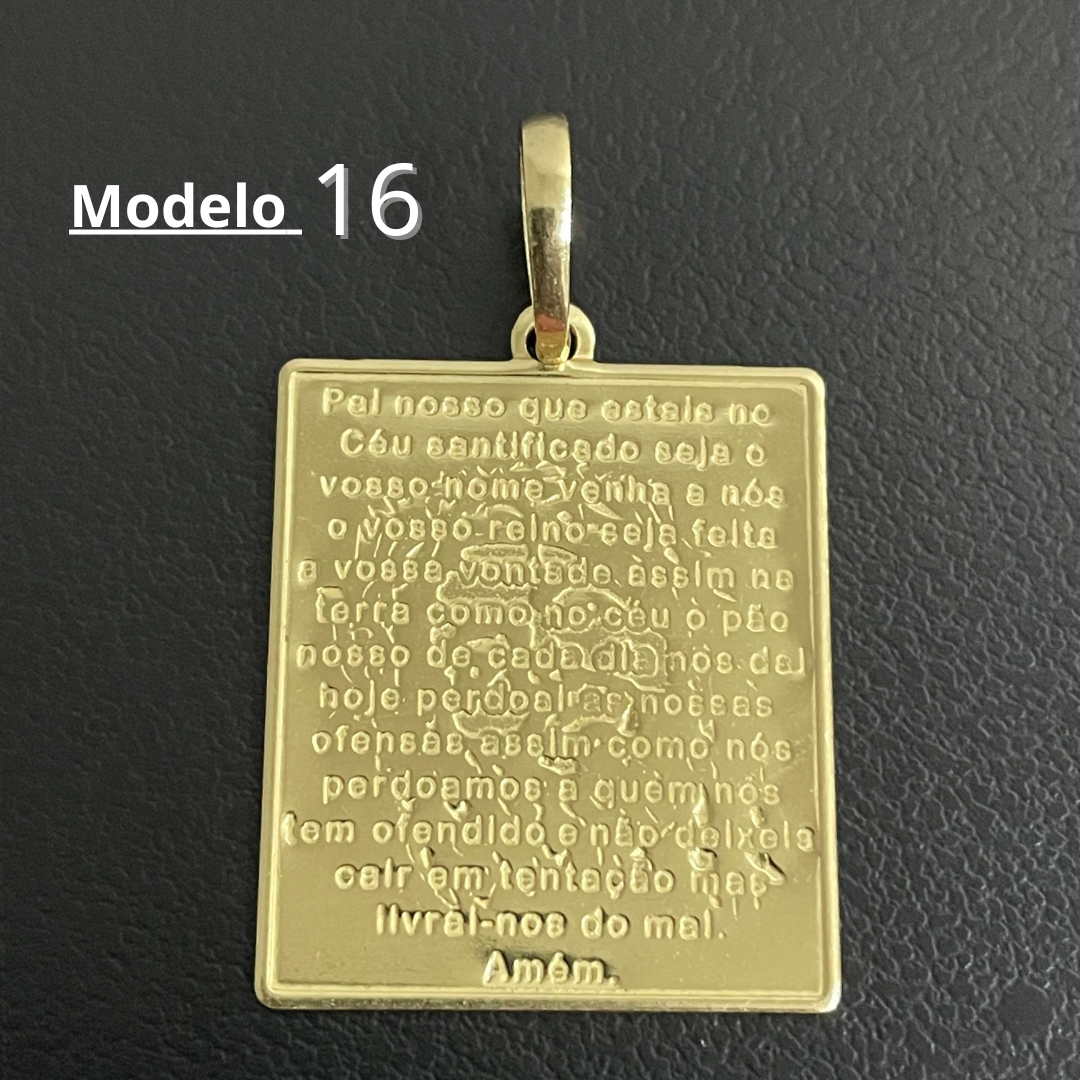 Modelo 16
Pai nosso que estais no
Céu santificado seja o
vosso nome venha a nós
o vosso reino seja feita
a vossa vontade assim na
terra como no céu o pão
nosso de cada dia nos dai
hoje perdoai as nossas
ofensas assim como nós
perdoamos a quem nos
tem ofendido e não deixeis
cair em tentação mas
livrai-nos do mal.
Amém.